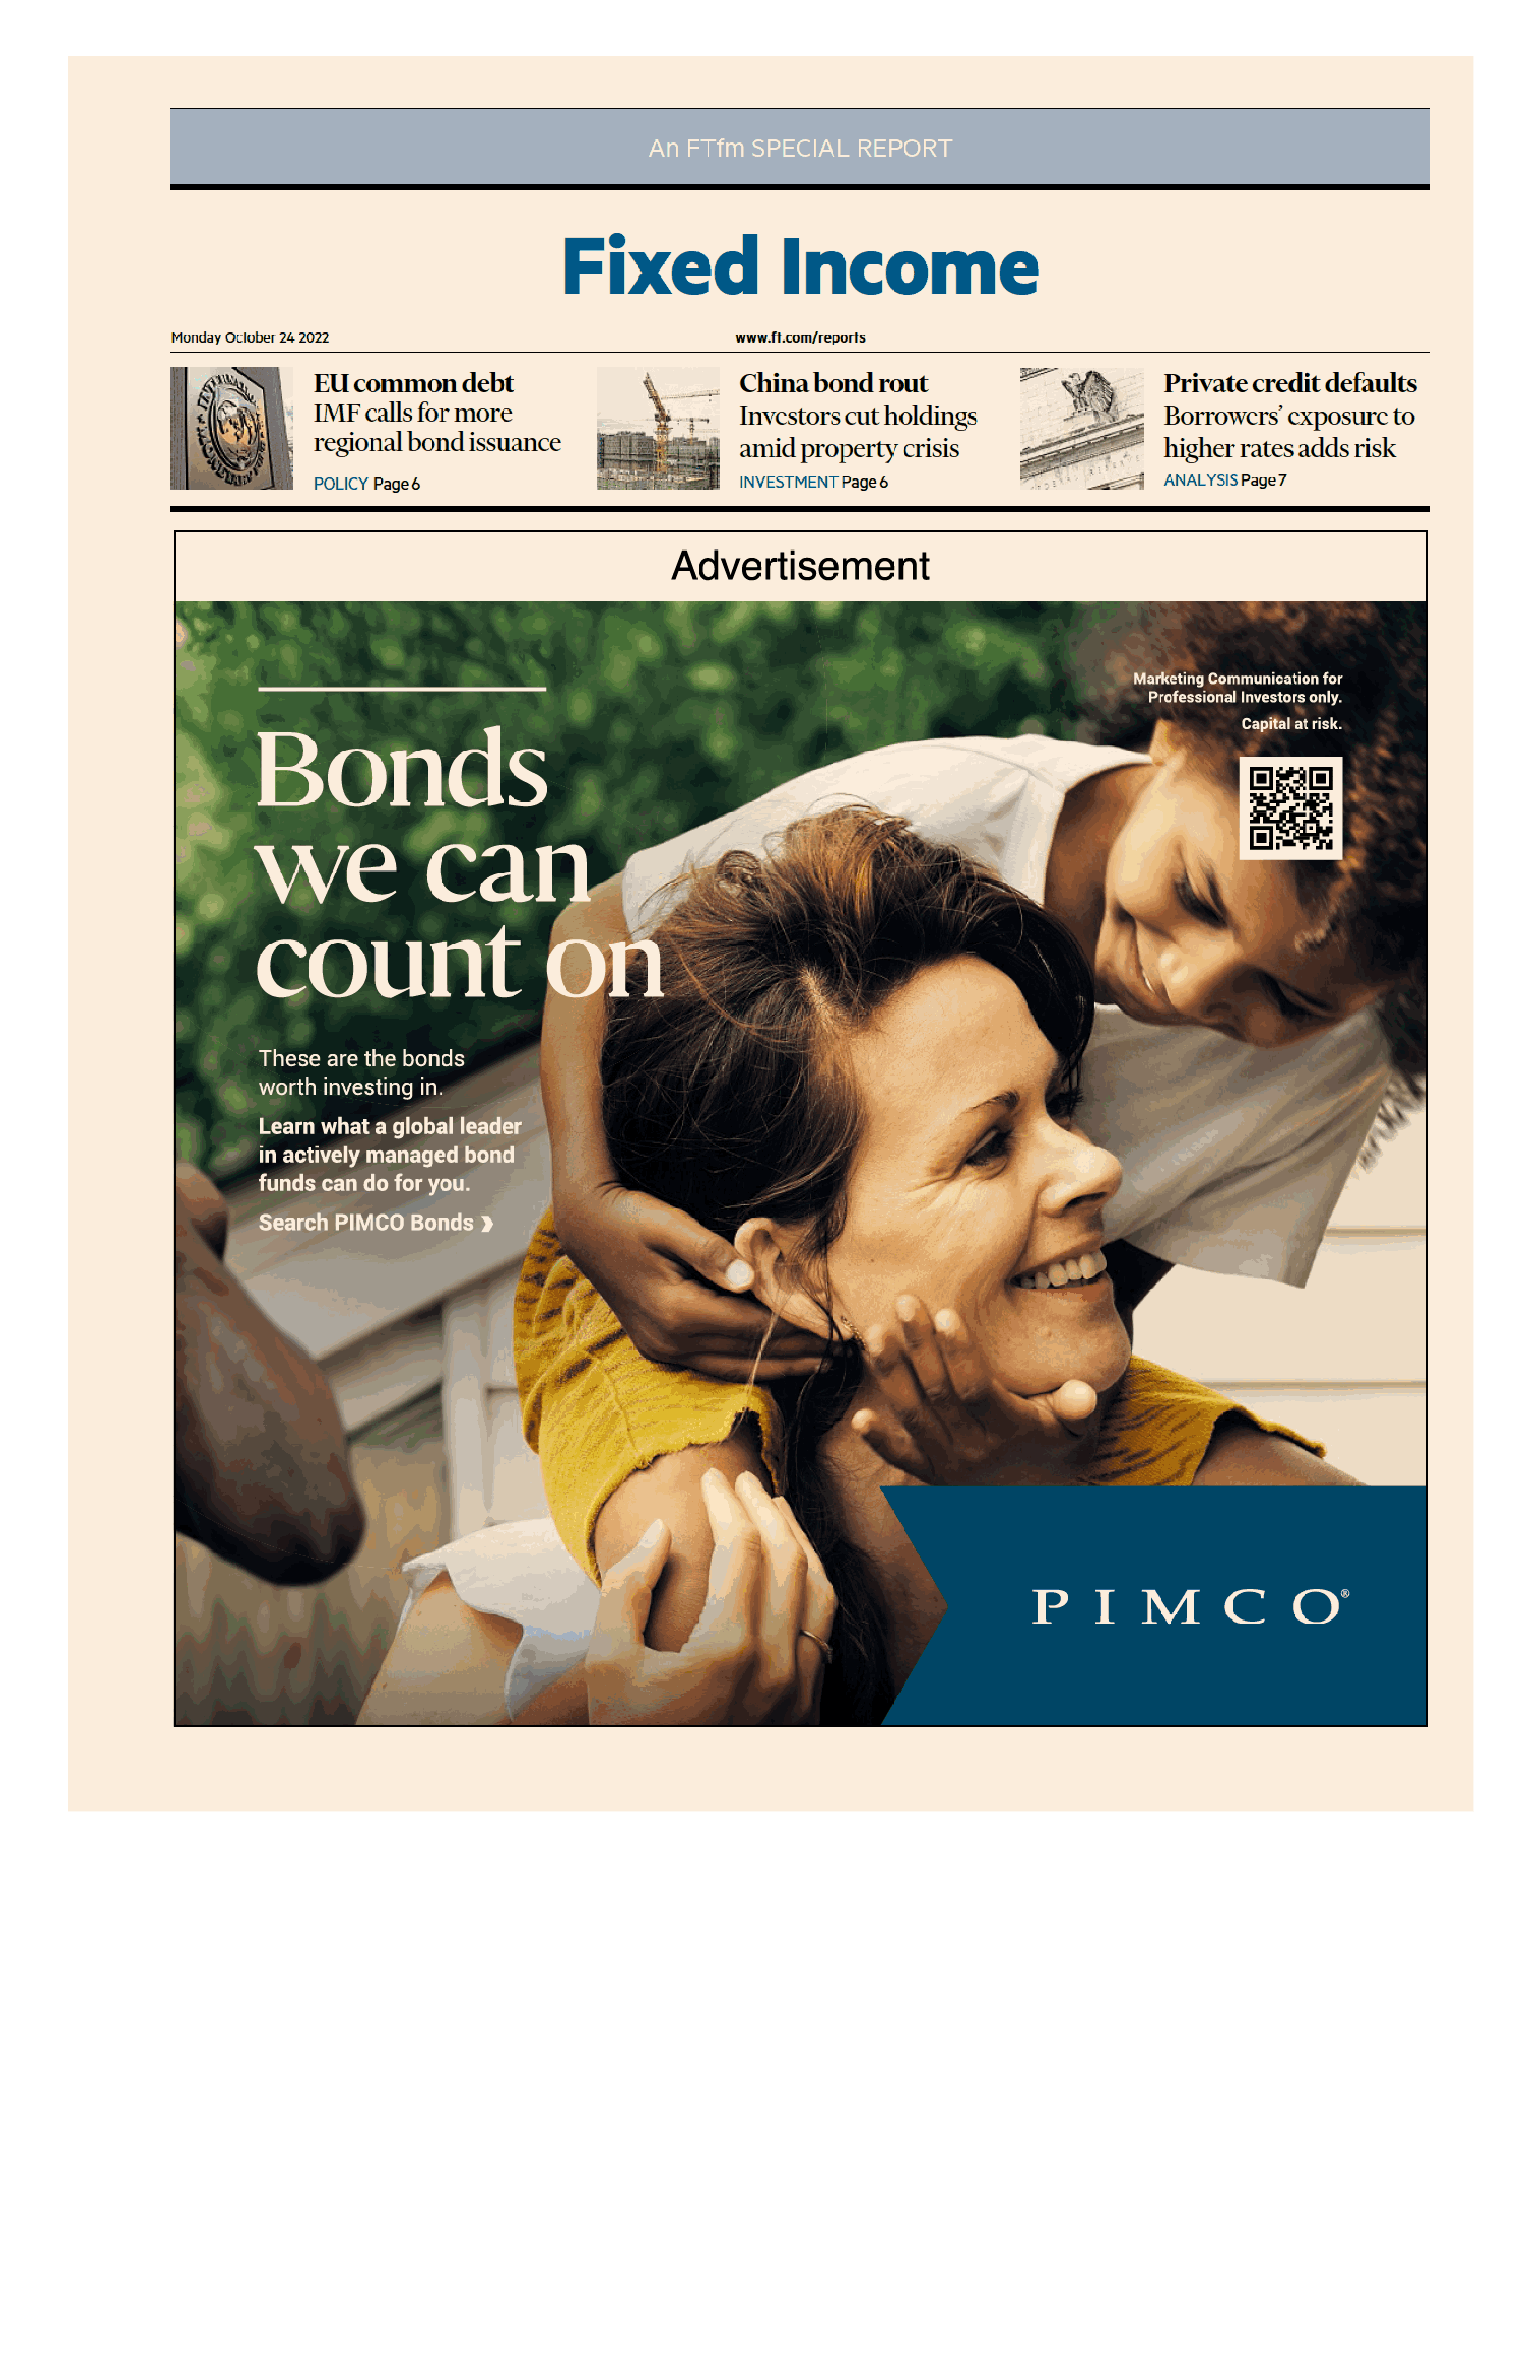 An FTfm SPECIAL REPORT
Fixed Income
Monday October 24 2022
www.ft.com/reports
EU common debt
IMF calls for more
regional bond issuance
POLICY Page 6
China bond rout
Investors cut holdings
amid property crisis
INVESTMENT Page 6
Private credit defaults
Borrowers’ exposure to
higher rates adds risk
ANALYSIS Page 7
Advertisement
Marketing Communication for
Professional Investors only.
Capital at risk.
Bonds
we can
count on
These are the bonds
worth investing in.
Learn what a global leader
in actively managed bond
funds can do for you.
Search PIMCO Bonds ❯
PIMCO®